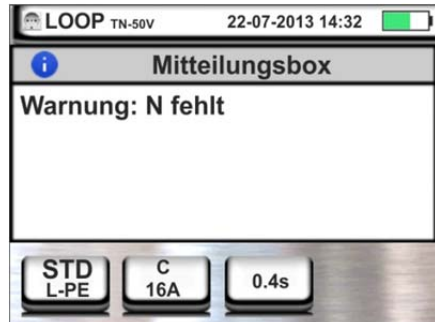 LOOP TN-50V 22-07-2013 14:32
Mitteilungsbox
Warnung: N fehlt
STD C 0.4s
L-PE 16A